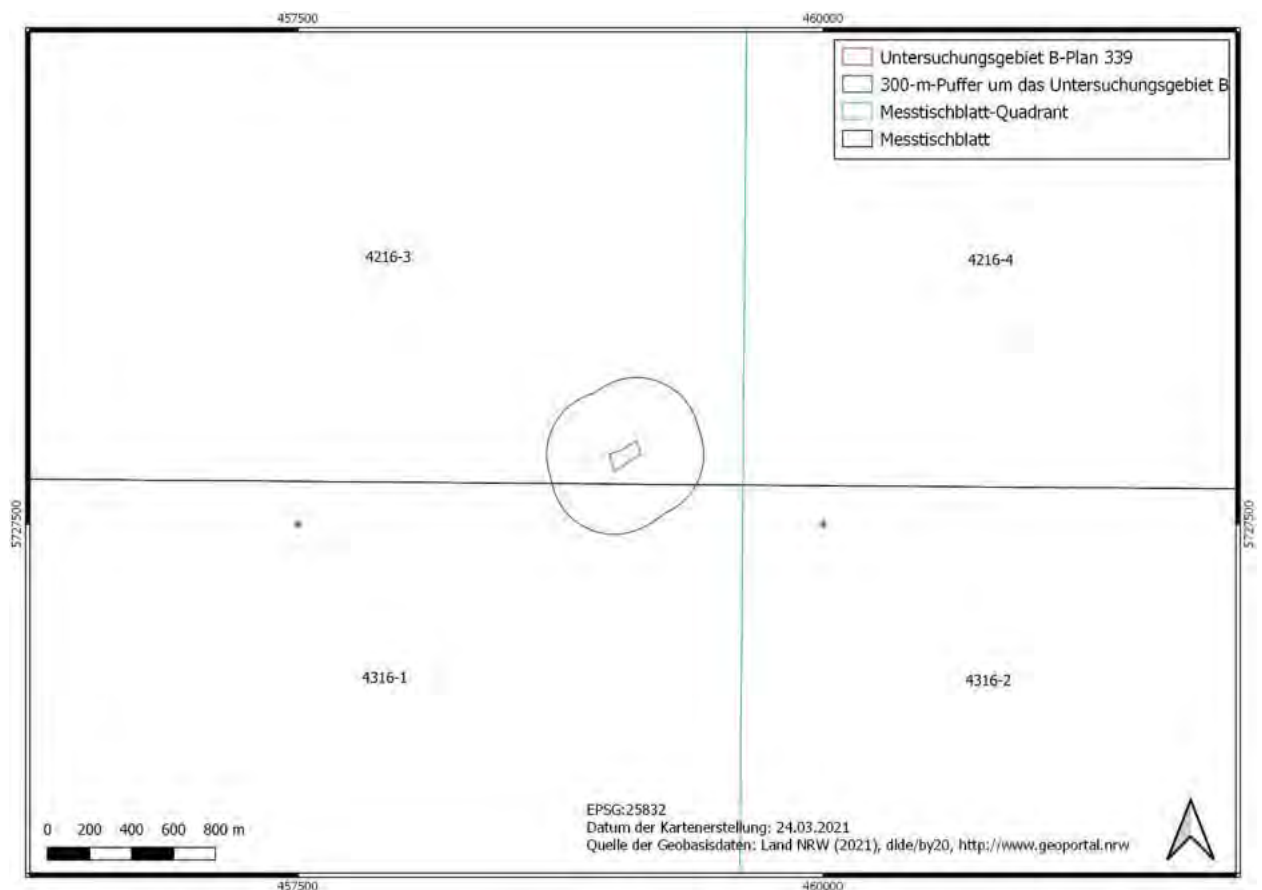 457500 460000
Untersuchungsgebiet B-Plan 339
300-m-Puffer um das Untersuchungsgebiet B
Messtischblatt-Quadrant
Messtischblatt
4216-3
4216-4
5727500
5727500
4316-1
4316-2
0 200 400 600 800 m
EPSG:25832
Datum der Kartenerstellung: 24.03.2021
Quelle der Geobasisdaten: Land NRW (2021), dlde/by20, http://www.geoportal.nrw
457500 460000